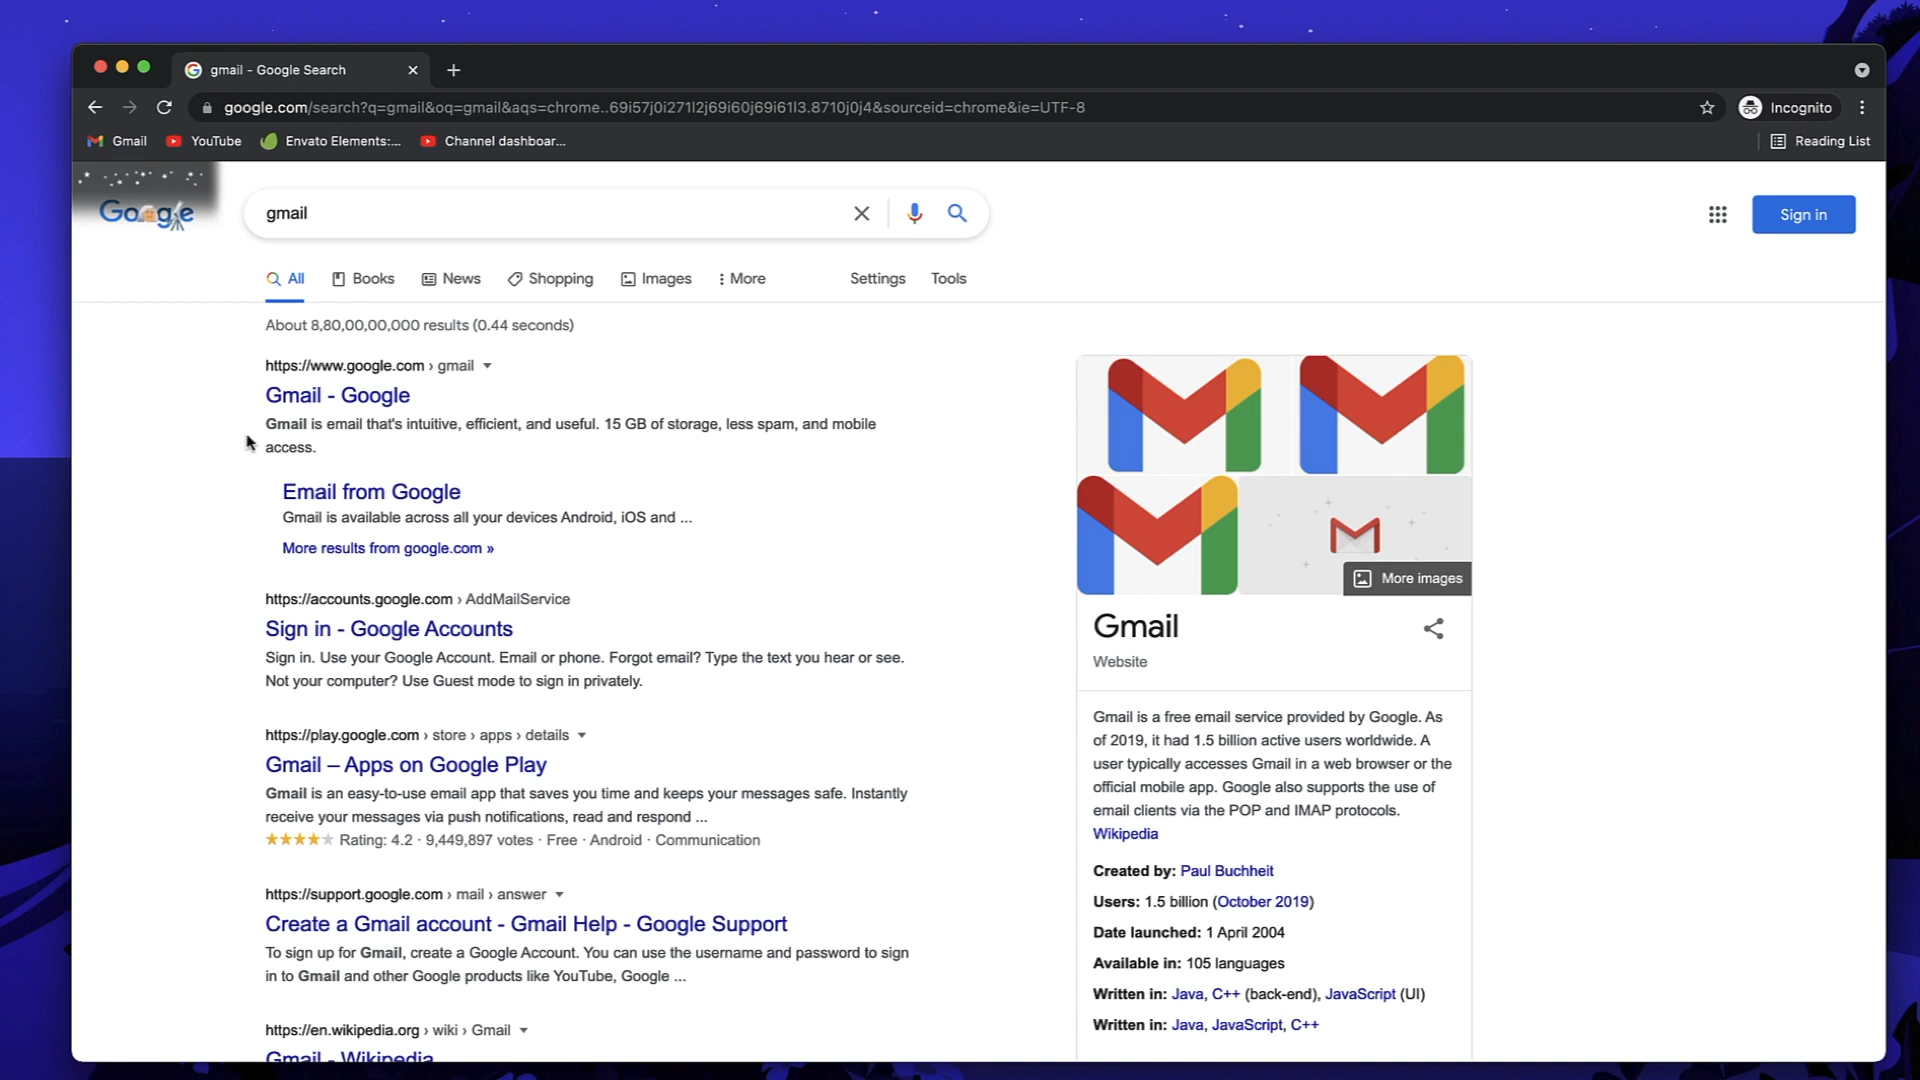 gmail - Google Search
google.com/search?q=gmail&oq=gmail&aqs=chrome..69i57j0i271l2j69i60j69i61l3.8710j0j4&sourceid=chrome&ie=UTF-8
Incognito
Gmail
YouTube
Envato Elements:...
Channel dashboar...
Reading List
Google
gmail
Sign in
All
Books
News
Shopping
Images
More
Settings
Tools
About 8,80,00,00,000 results (0.44 seconds)
https://www.google.com › gmail
Gmail - Google
Gmail is email that's intuitive, efficient, and useful. 15 GB of storage, less spam, and mobile
access.
Email from Google
Gmail is available across all your devices Android, iOS and ...
More results from google.com »
https://accounts.google.com › AddMailService
Sign in - Google Accounts
Sign in. Use your Google Account. Email or phone. Forgot email? Type the text you hear or see.
Not your computer? Use Guest mode to sign in privately.
https://play.google.com › store › apps › details
Gmail – Apps on Google Play
Gmail is an easy-to-use email app that saves you time and keeps your messages safe. Instantly
receive your messages via push notifications, read and respond ...
Rating: 4.2 · 9,449,897 votes · Free · Android · Communication
https://support.google.com › mail › answer
Create a Gmail account - Gmail Help - Google Support
To sign up for Gmail, create a Google Account. You can use the username and password to sign
in to Gmail and other Google products like YouTube, Google ...
https://en.wikipedia.org › wiki › Gmail
Gmail - Wikipedia
More images
Gmail
Website
Gmail is a free email service provided by Google. As
of 2019, it had 1.5 billion active users worldwide. A
user typically accesses Gmail in a web browser or the
official mobile app. Google also supports the use of
email clients via the POP and IMAP protocols.
Wikipedia
Created by: Paul Buchheit
Users: 1.5 billion (October 2019)
Date launched: 1 April 2004
Available in: 105 languages
Written in: Java, C++ (back-end), JavaScript (UI)
Written in: Java, JavaScript, C++